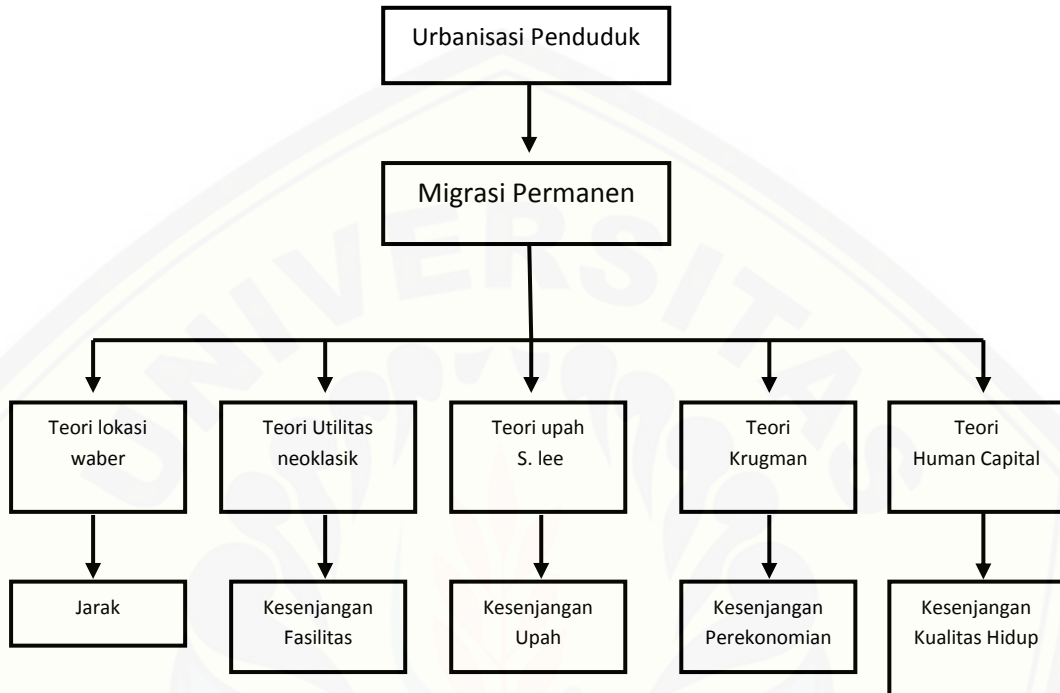 Urbanisasi Penduduk
Migrasi Permanen
UNIVERSITAS
Teori lokasi
waber
Teori Utilitas
neoklasik
Teori upah
S. lee
Teori
Krugman
Teori
Human Capital
Jarak
Kesenjangan
Fasilitas
Kesenjangan
Upah
Kesenjangan
Perekonomian
Kesenjangan
Kualitas Hidup